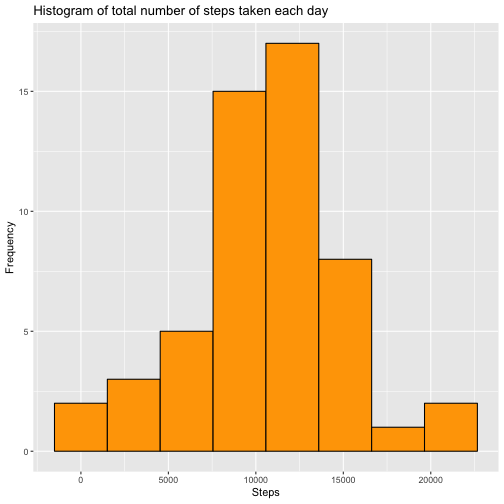 Histogram of total number of steps taken each day
15
10
5
0
Frequency
0 5000 10000 15000 20000
Steps